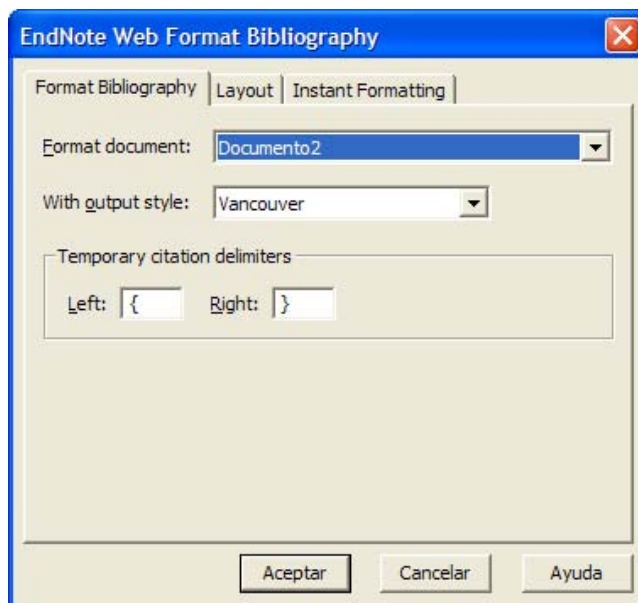 EndNote Web Format Bibliography
Format Bibliography Layout Instant Formatting
Format document: Documento2
With output style: Vancouver
Temporary citation delimiters
Left: { Right: }
Aceptar Cancelar Ayuda